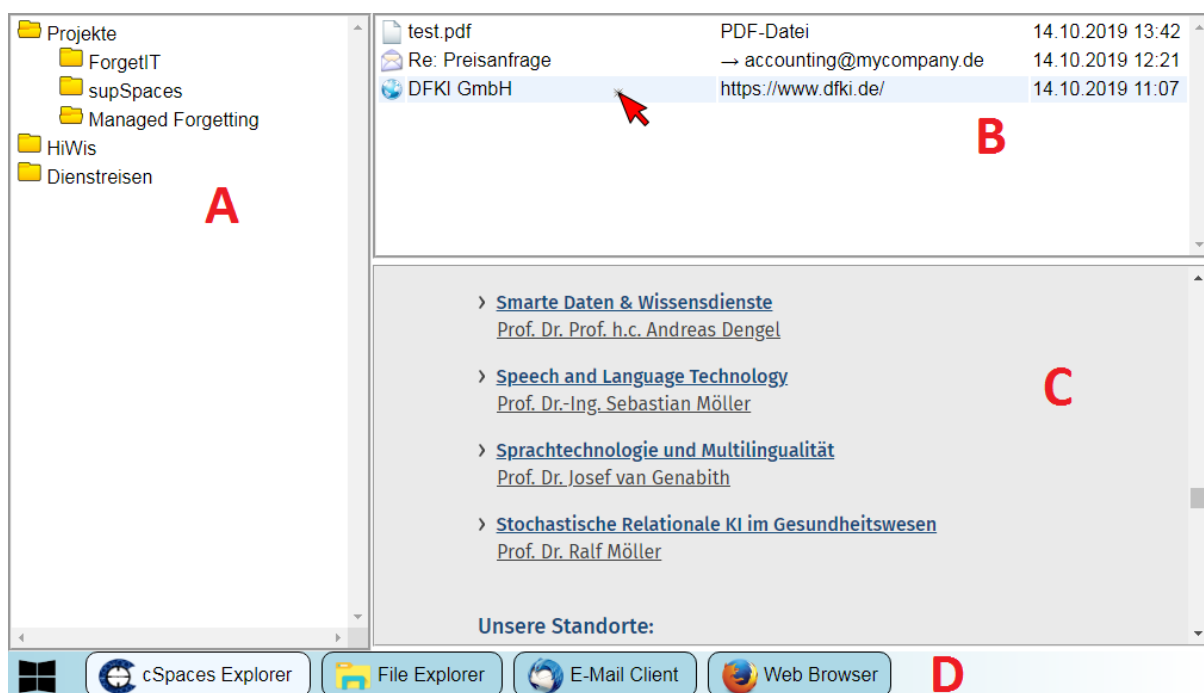 Projekte
ForgetIT
supSpaces
Managed Forgetting
HiWis
Dienstreisen
A
test.pdf PDF-Datei 14.10.2019 13:42
Re: Preisanfrage → accounting@mycompany.de 14.10.2019 12:21
DFKI GmbH https://www.dfki.de/ 14.10.2019 11:07
B
› Smarte Daten & Wissensdienste
Prof. Dr. Prof. h.c. Andreas Dengel
› Speech and Language Technology
Prof. Dr.-Ing. Sebastian Möller
C
› Sprachtechnologie und Multilingualität
Prof. Dr. Josef van Genabith
› Stochastische Relationale KI im Gesundheitswesen
Prof. Dr. Ralf Möller
Unsere Standorte:
cSpaces Explorer File Explorer E-Mail Client Web Browser D